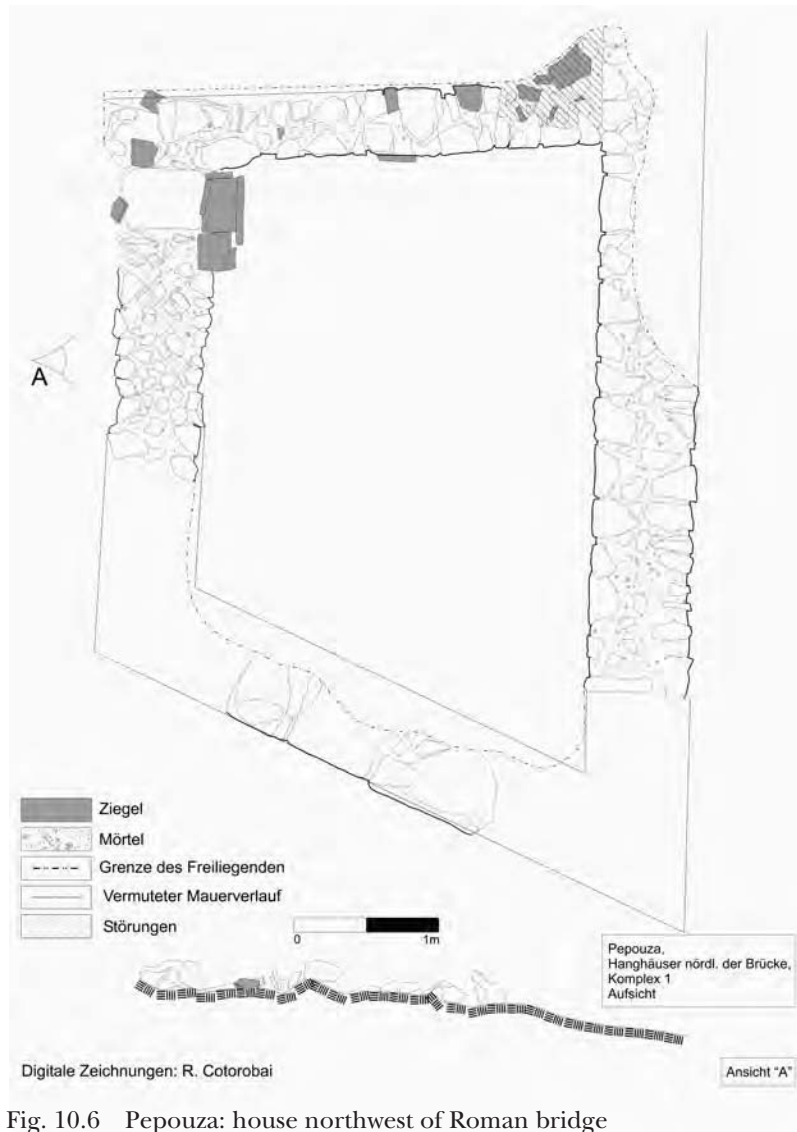 A
Ziegel
Mörtel
Grenze des Freiliegenden
Vermuteter Mauerverlauf
Störungen
0 1m
Pepouza,
Hanghäuser nördl. der Brücke,
Komplex 1
Aufsicht
Digitale Zeichnungen: R. Cotorobai
Ansicht "A"
Fig. 10.6 Pepouza: house northwest of Roman bridge